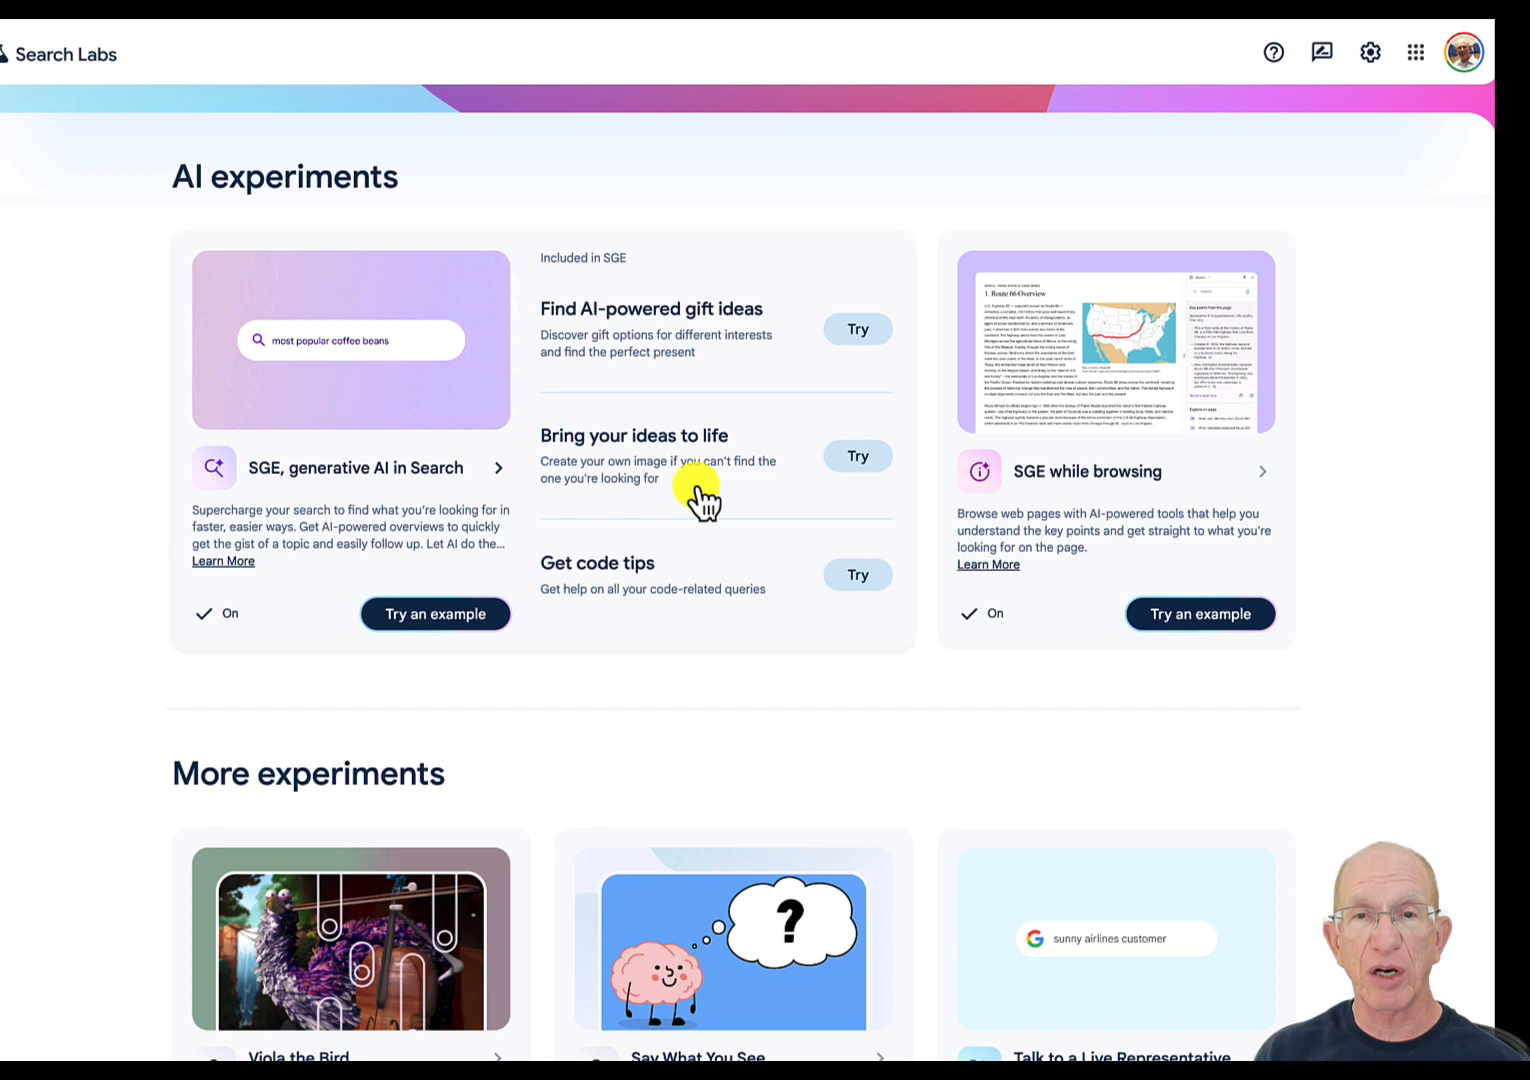 Search Labs
AI experiments
most popular coffee beans
SGE, generative AI in Search
Supercharge your search to find what you're looking for in
faster, easier ways. Get AI-powered overviews to quickly
get the gist of a topic and easily follow up. Let AI do the...
Learn More
On
Try an example
Included in SGE
Find AI-powered gift ideas
Discover gift options for different interests
and find the perfect present
Try
Bring your ideas to life
Create your own image if you can't find the
one you're looking for
Try
Get code tips
Get help on all your code-related queries
Try
1. Route 66 Overview
SGE while browsing
Browse web pages with AI-powered tools that help you
understand the key points and get straight to what you're
looking for on the page.
Learn More
On
Try an example
More experiments
?
sunny airlines customer
Viola the Bird
Say What You See
Talk to a Live Representative